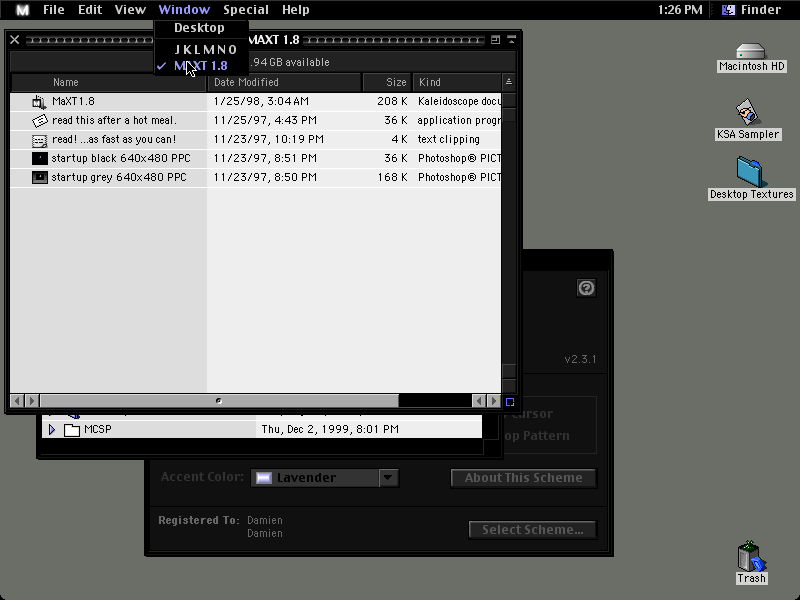 M File Edit View Window Special Help 1:26 PM Finder
Desktop
J K L M N O
MAXT 1.8
MAXT 1.8
.94 GB available
Name Date Modified Size Kind
MaXT1.8 1/25/98, 3:04 AM 208 K Kaleidoscope docu
read this after a hot meal. 11/25/97, 4:43 PM 36 K application progr
read! ...as fast as you can! 11/23/97, 10:19 PM 4 K text clipping
startup black 640x480 PPC 11/23/97, 8:51 PM 36 K Photoshop® PICT
startup grey 640x480 PPC 11/23/97, 8:50 PM 168 K Photoshop® PICT
Macintosh HD
KSA Sampler
Desktop Textures
v2.3.1
Cursor
op Pattern
MCSP Thu, Dec 2, 1999, 8:01 PM
Accent Color: Lavender About This Scheme
Registered To: Damien
Damien
Select Scheme...
Trash